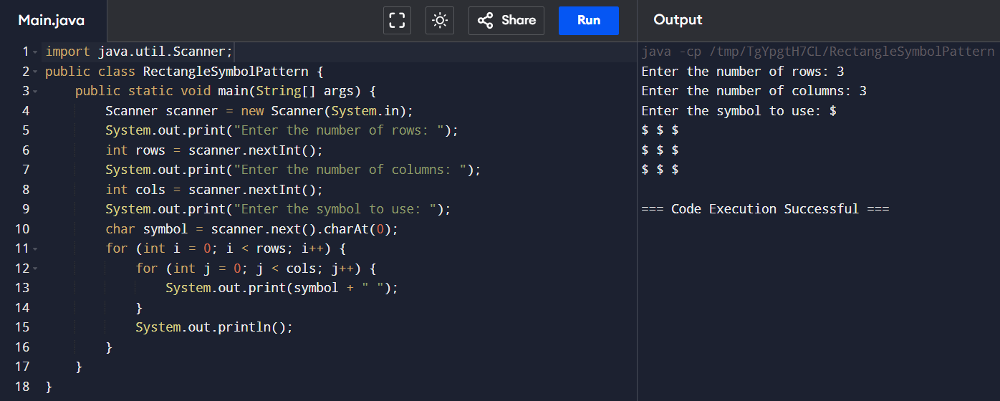 Main.java
Share
Run
Output
1 import java.util.Scanner;
2 public class RectangleSymbolPattern {
3     public static void main(String[] args) {
4         Scanner scanner = new Scanner(System.in);
5         System.out.print("Enter the number of rows: ");
6         int rows = scanner.nextInt();
7         System.out.print("Enter the number of columns: ");
8         int cols = scanner.nextInt();
9         System.out.print("Enter the symbol to use: ");
10         char symbol = scanner.next().charAt(0);
11         for (int i = 0; i < rows; i++) {
12             for (int j = 0; j < cols; j++) {
13                 System.out.print(symbol + " ");
14             }
15             System.out.println();
16         }
17     }
18 }
java -cp /tmp/TgYpgtH7CL/RectangleSymbolPattern
Enter the number of rows: 3
Enter the number of columns: 3
Enter the symbol to use: $
$ $ $
$ $ $
$ $ $
=== Code Execution Successful ===